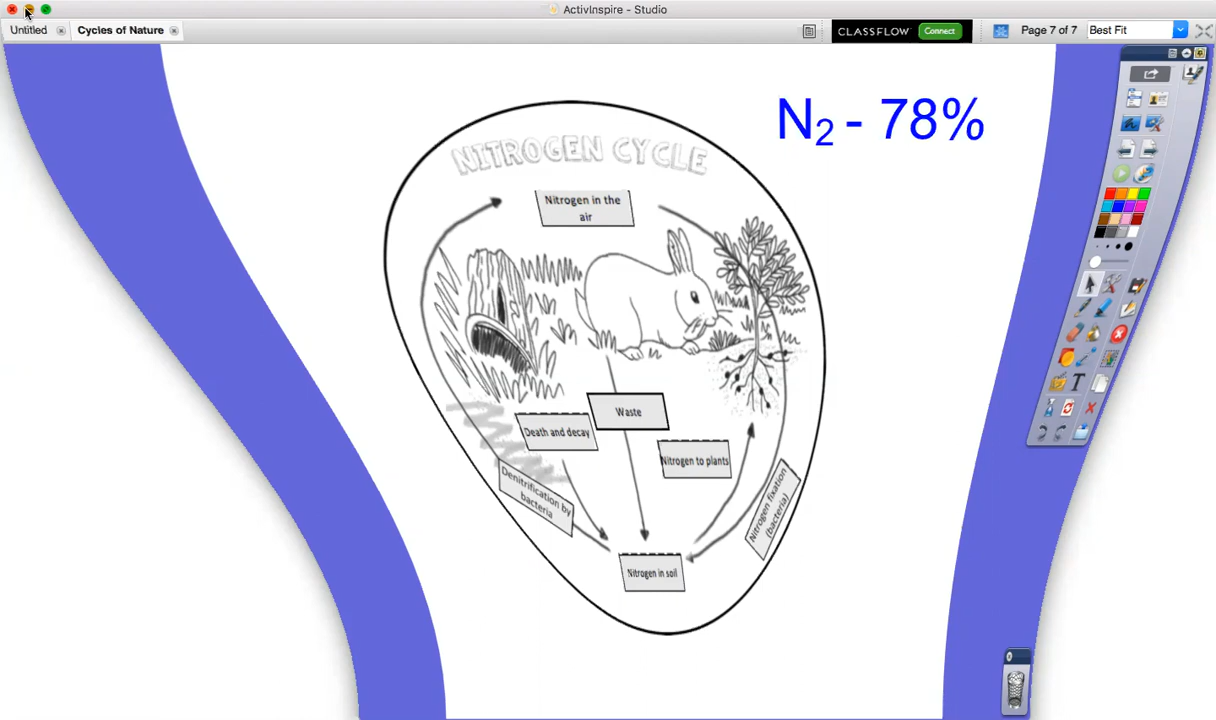 ActivInspire - Studio
Untitled
Cycles of Nature
CLASSFLOW Connect
Page 7 of 7
Best Fit
N2 - 78%
NITROGEN CYCLE
Nitrogen in the
air
Waste
Death and decay
Nitrogen to plants
Denitrification by
bacteria
Nitrogen fixation
(bacteria)
Nitrogen in soil